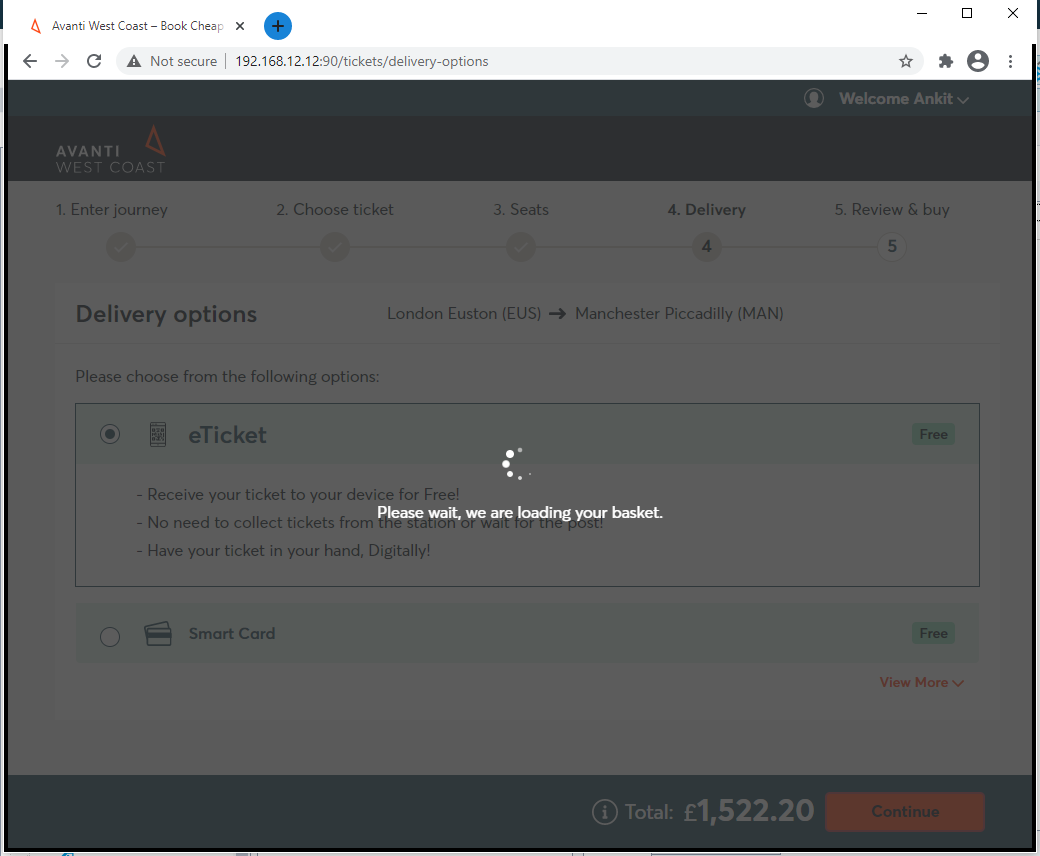 Avanti West Coast – Book Cheap
Not secure
192.168.12.12:90/tickets/delivery-options
Welcome Ankit
AVANTI
WEST COAST
1. Enter journey
2. Choose ticket
3. Seats
4. Delivery
5. Review & buy
4
5
Delivery options
London Euston (EUS)
Manchester Piccadilly (MAN)
Please choose from the following options:
eTicket
Free
- Receive your ticket to your device for Free!
Please wait, we are loading your basket.
- No need to collect tickets from the station or wait for the post!
- Have your ticket in your hand, Digitally!
Smart Card
Free
View More
Total: £1,522.20
Continue